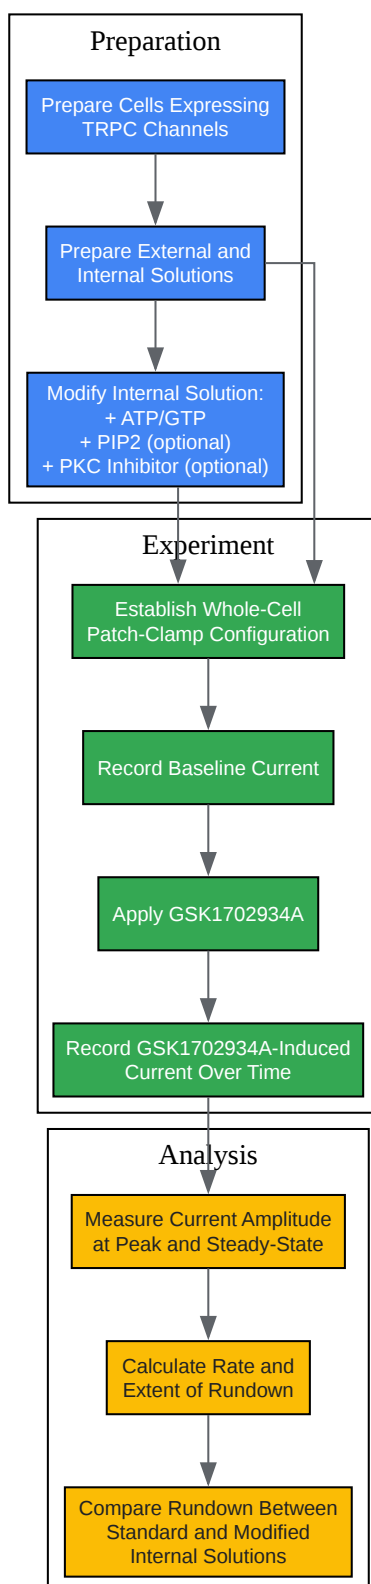 Preparation
Prepare Cells Expressing
TRPC Channels
Prepare External and
Internal Solutions
Modify Internal Solution:
+ ATP/GTP
+ PIP2 (optional)
+ PKC Inhibitor (optional)
Experiment
Establish Whole-Cell
Patch-Clamp Configuration
Record Baseline Current
Apply GSK1702934A
Record GSK1702934A-Induced
Current Over Time
Analysis
Measure Current Amplitude
at Peak and Steady-State
Calculate Rate and
Extent of Rundown
Compare Rundown Between
Standard and Modified
Internal Solutions